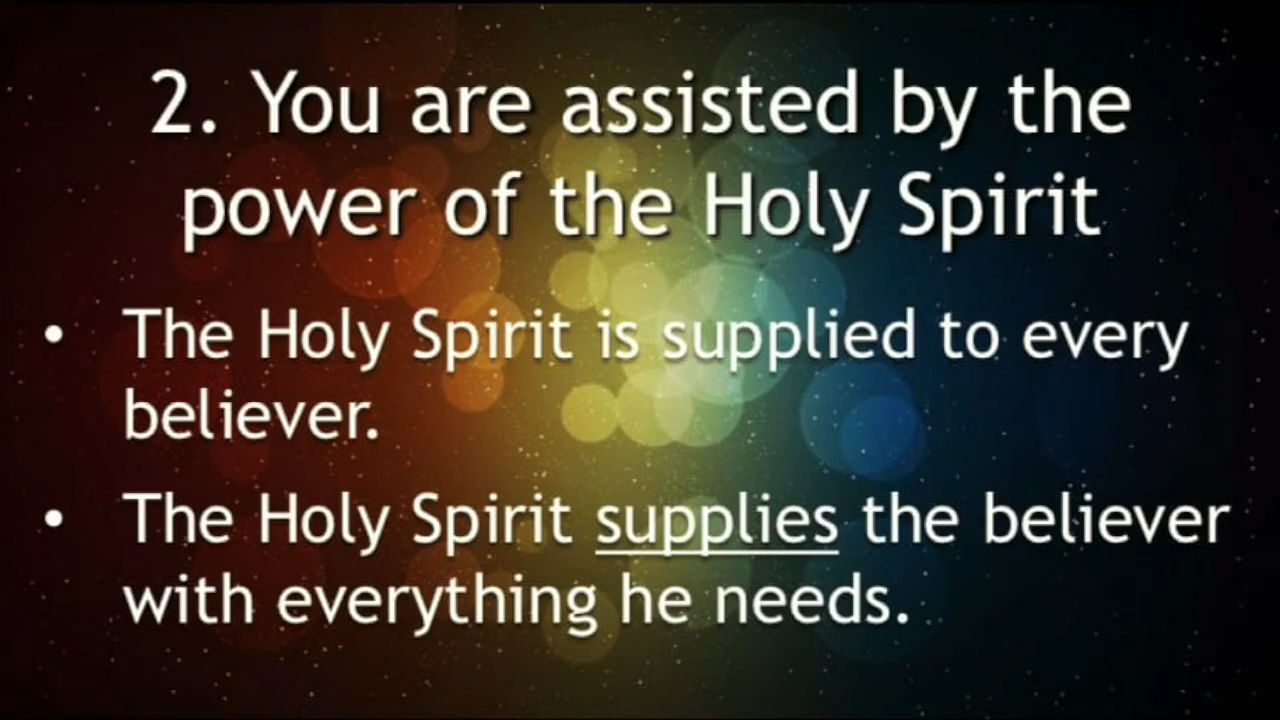 2. You are assisted by the
power of the Holy Spirit
• The Holy Spirit is supplied to every
believer.
• The Holy Spirit supplies the believer
with everything he needs.